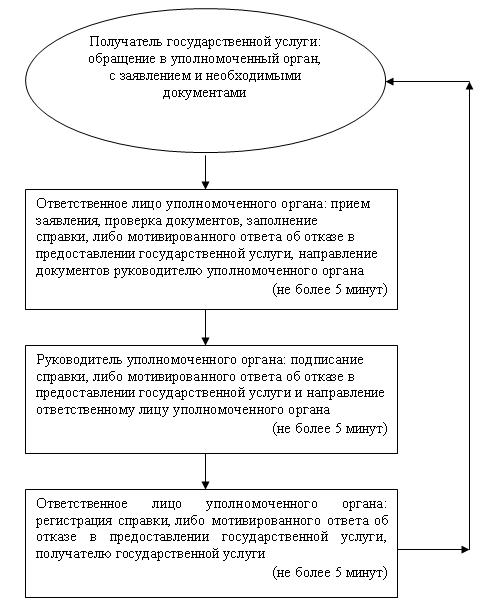 Получатель государственной услуги:
обращение в уполномоченный орган,
с заявлением и необходимыми
документами
Ответственное лицо уполномоченного органа: прием
заявления, проверка документов, заполнение
справки, либо мотивированного ответа об отказе в
предоставлении государственной услуги, направление
документов руководителю уполномоченного органа
(не более 5 минут)
Руководитель уполномоченного органа: подписание
справки, либо мотивированного ответа об отказе в
предоставлении государственной услуги и направление
ответственному лицу уполномоченного органа
(не более 5 минут)
Ответственное лицо уполномоченного органа:
регистрация справки, либо мотивированного ответа об
отказе в предоставлении государственной услуги,
получателю государственной услуги
(не более 5 минут)